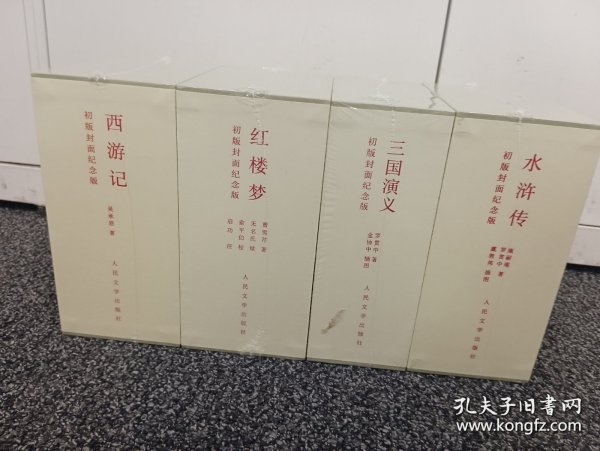 西游记
初版封面纪念版
吴承恩 著
人民文学出版社
红楼梦
初版封面纪念版
曹雪芹 著
无名氏 续
俞平伯 校
启功 注
人民文学出版社
三国演义
初版封面纪念版
罗贯中 著
金协中 插图
人民文学出版社
水浒传
初版封面纪念版
施耐庵
罗贯中 著
戴敦邦 插图
人民文学出版社
孔夫子旧书网
www.kongfz.com